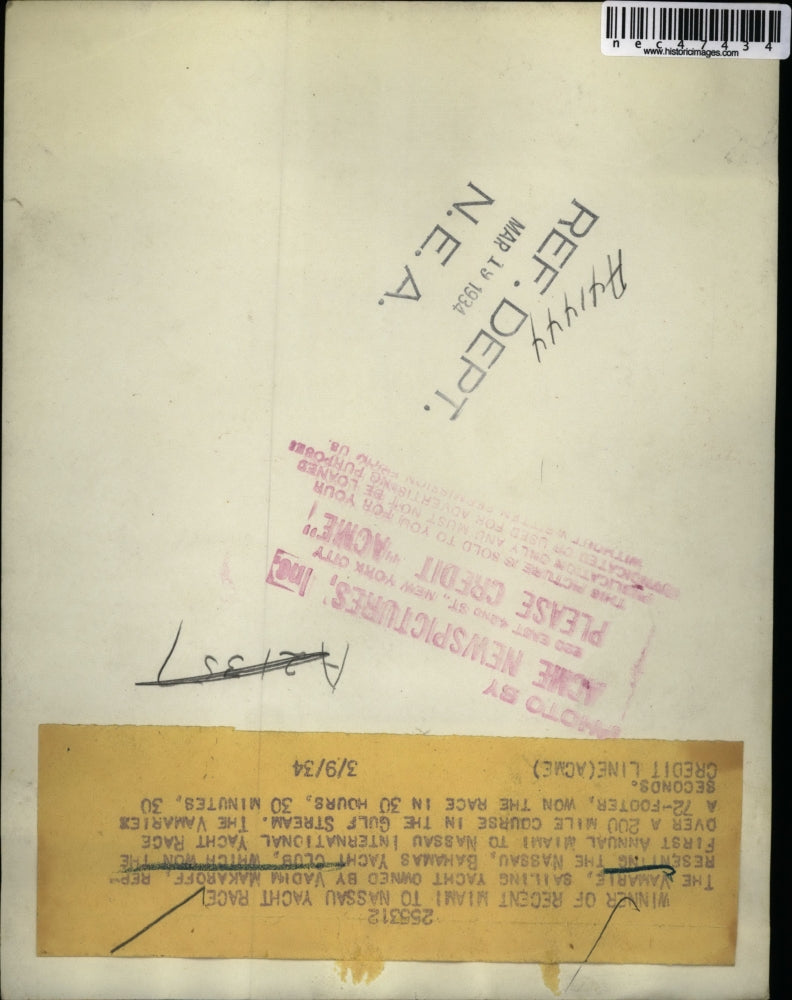 nec47434
www.historicimages.com
REF. DEPT.
MAR 19 1934
N. E. A.
A41444
PHOTO BY
ACME NEWSPICTURES, Inc.
220 EAST 42ND ST., NEW YORK CITY
PLEASE CREDIT "ACME"
THIS PICTURE IS SOLD TO YOU FOR YOUR
PUBLICATION ONLY AND MUST NOT BE LOANED
SYNDICATED OR USED FOR ADVERTISING PURPOSES
WITHOUT WRITTEN PERMISSION FROM US.
255312
WINNER OF RECENT MIAMI TO NASSAU YACHT RACE
THE VAMARIE, SAILING YACHT OWNED BY VADIM MAKAROFF, REP-
RESENTING THE NASSAU, BAHAMAS YACHT CLUB, WHICH WON THE
FIRST ANNUAL MIAMI TO NASSAU INTERNATIONAL YACHT RACE
OVER A 200 MILE COURSE IN THE GULF STREAM. THE VAMARIE
A 72-FOOTER, WON THE RACE IN 30 HOURS, 30 MINUTES, 30
SECONDS.
CREDIT LINE(ACME) 3/9/34